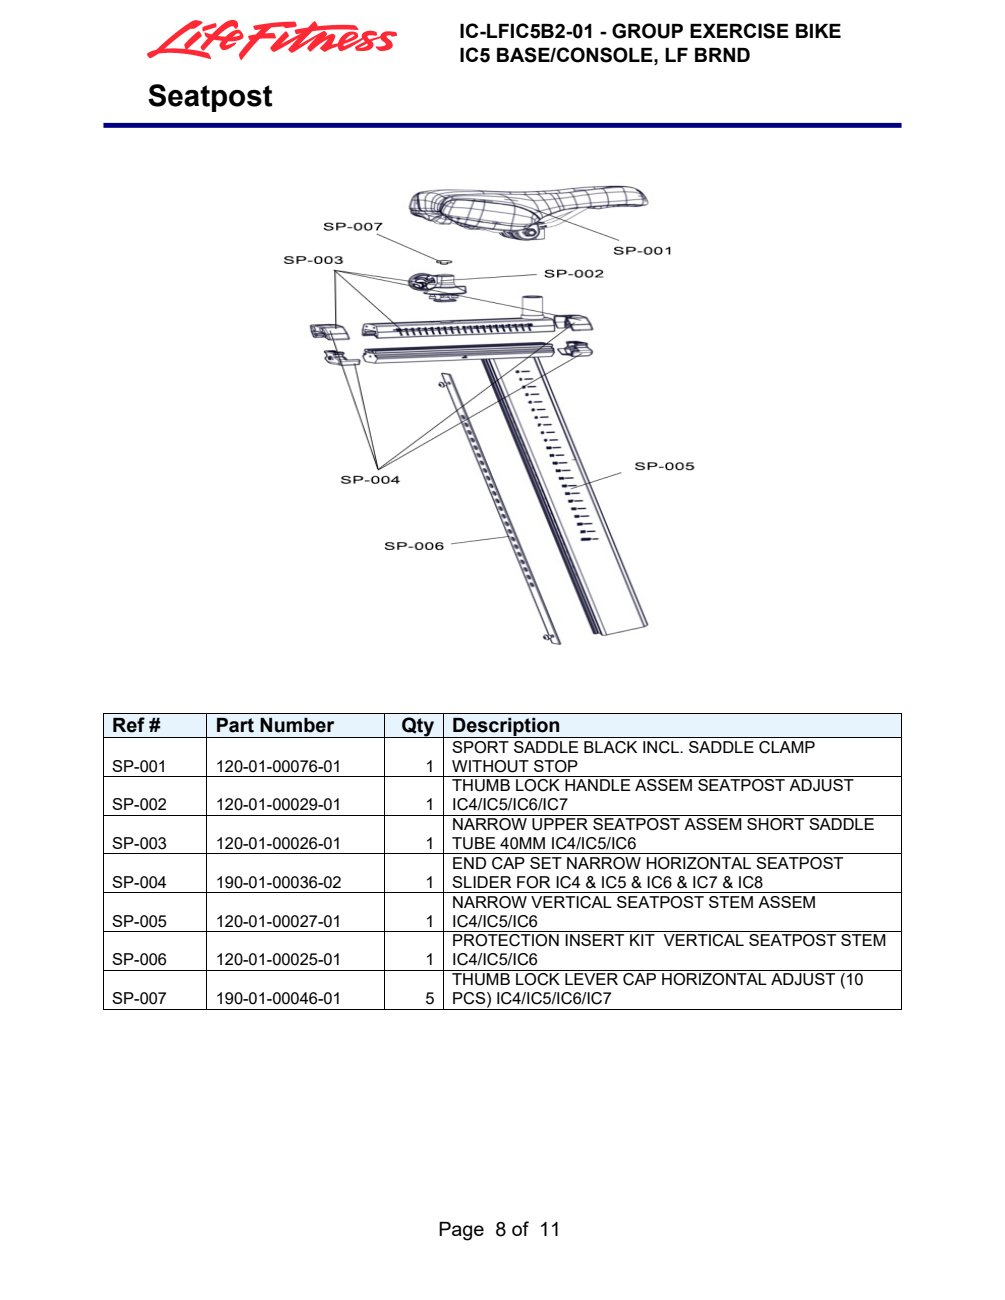 Life Fitness
IC-LFIC5B2-01 - GROUP EXERCISE BIKE
IC5 BASE/CONSOLE, LF BRND
Seatpost
SP-007
SP-001
SP-003
SP-002
SP-005
SP-004
SP-006
Ref # Part Number Qty Description
SPORT SADDLE BLACK INCL. SADDLE CLAMP
SP-001 120-01-00076-01 1 WITHOUT STOP
THUMB LOCK HANDLE ASSEM SEATPOST ADJUST
SP-002 120-01-00029-01 1 IC4/IC5/IC6/IC7
NARROW UPPER SEATPOST ASSEM SHORT SADDLE
SP-003 120-01-00026-01 1 TUBE 40MM IC4/IC5/IC6
END CAP SET NARROW HORIZONTAL SEATPOST
SP-004 190-01-00036-02 1 SLIDER FOR IC4 & IC5 & IC6 & IC7 & IC8
NARROW VERTICAL SEATPOST STEM ASSEM
SP-005 120-01-00027-01 1 IC4/IC5/IC6
PROTECTION INSERT KIT  VERTICAL SEATPOST STEM
SP-006 120-01-00025-01 1 IC4/IC5/IC6
THUMB LOCK LEVER CAP HORIZONTAL ADJUST (10
SP-007 190-01-00046-01 5 PCS) IC4/IC5/IC6/IC7
Page  8 of  11